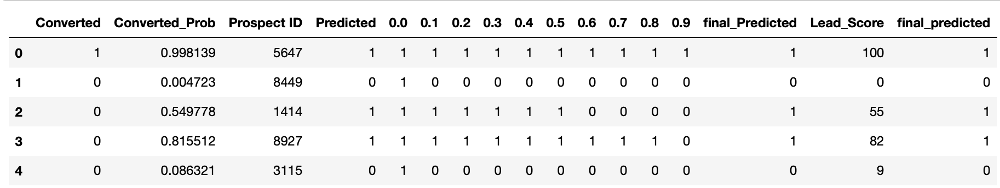 Converted Converted_Prob Prospect ID Predicted 0.0 0.1 0.2 0.3 0.4 0.5 0.6 0.7 0.8 0.9 final_Predicted Lead_Score final_predicted
0 1 0.998139 5647 1 1 1 1 1 1 1 1 1 1 1 1 100 1
1 0 0.004723 8449 0 1 0 0 0 0 0 0 0 0 0 0 0 0
2 0 0.549778 1414 1 1 1 1 1 1 1 0 0 0 0 1 55 1
3 0 0.815512 8927 1 1 1 1 1 1 1 1 1 1 0 1 82 1
4 0 0.086321 3115 0 1 0 0 0 0 0 0 0 0 0 0 9 0